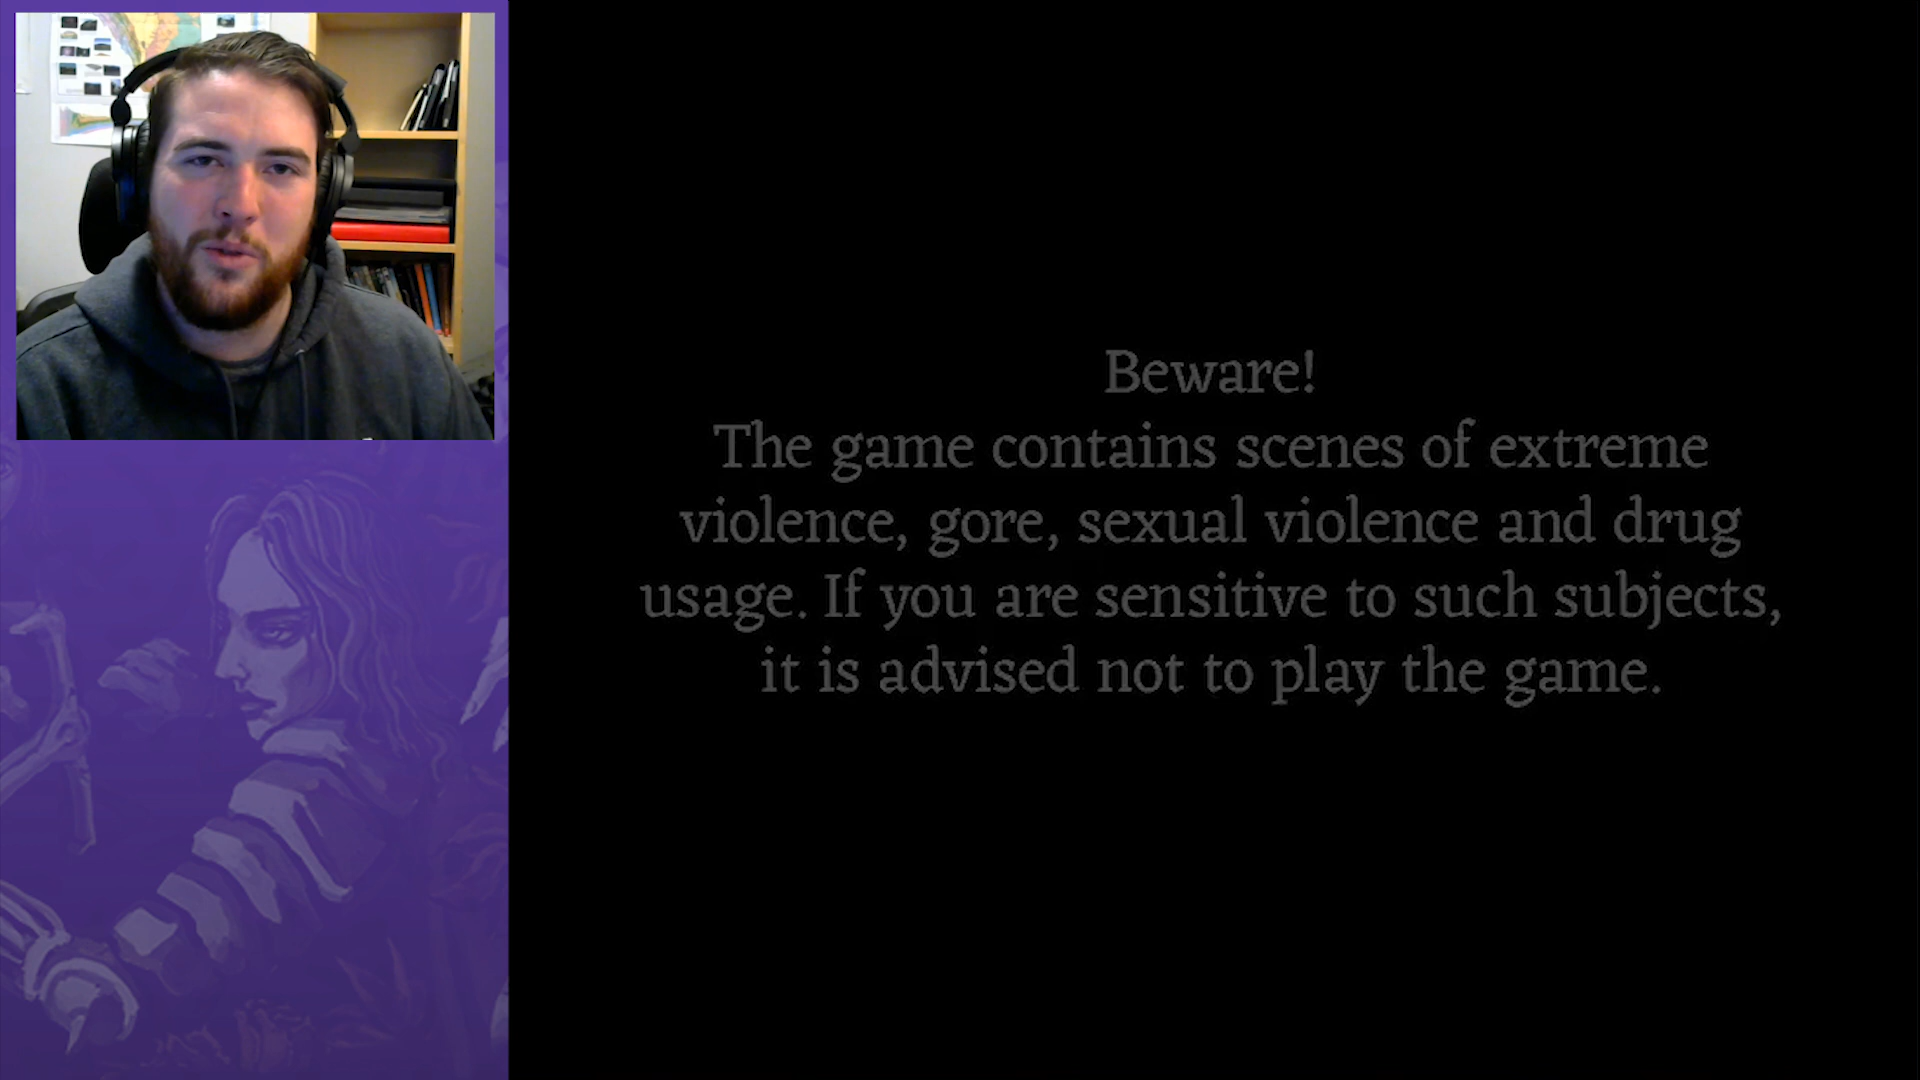 Beware!
The game contains scenes of extreme
violence, gore, sexual violence and drug
usage. If you are sensitive to such subjects,
it is advised not to play the game.